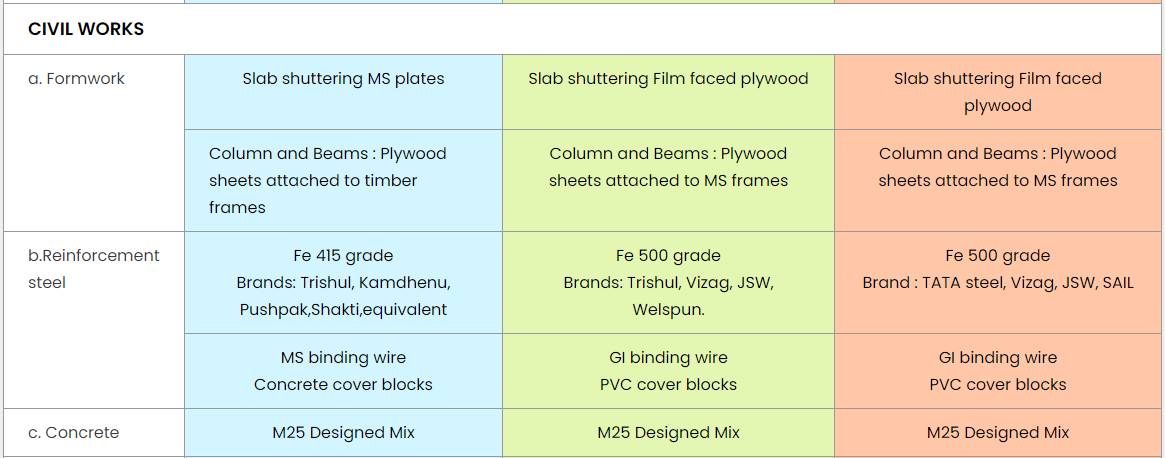 CIVIL WORKS
a. Formwork
Slab shuttering MS plates
Slab shuttering Film faced plywood
Slab shuttering Film faced
plywood
Column and Beams : Plywood
sheets attached to timber
frames
Column and Beams : Plywood
sheets attached to MS frames
Column and Beams : Plywood
sheets attached to MS frames
b.Reinforcement
steel
Fe 415 grade
Brands: Trishul, Kamdhenu,
Pushpak,Shakti,equivalent
Fe 500 grade
Brands: Trishul, Vizag, JSW,
Welspun.
Fe 500 grade
Brand : TATA steel, Vizag, JSW, SAIL
MS binding wire
Concrete cover blocks
GI binding wire
PVC cover blocks
GI binding wire
PVC cover blocks
c. Concrete
M25 Designed Mix
M25 Designed Mix
M25 Designed Mix